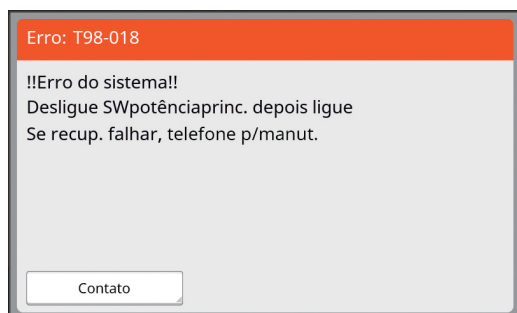 Erro: T98-018
!!Erro do sistema!!
Desligue SWpotênciaprinc. depois ligue
Se recup. falhar, telefone p/manut.
Contato